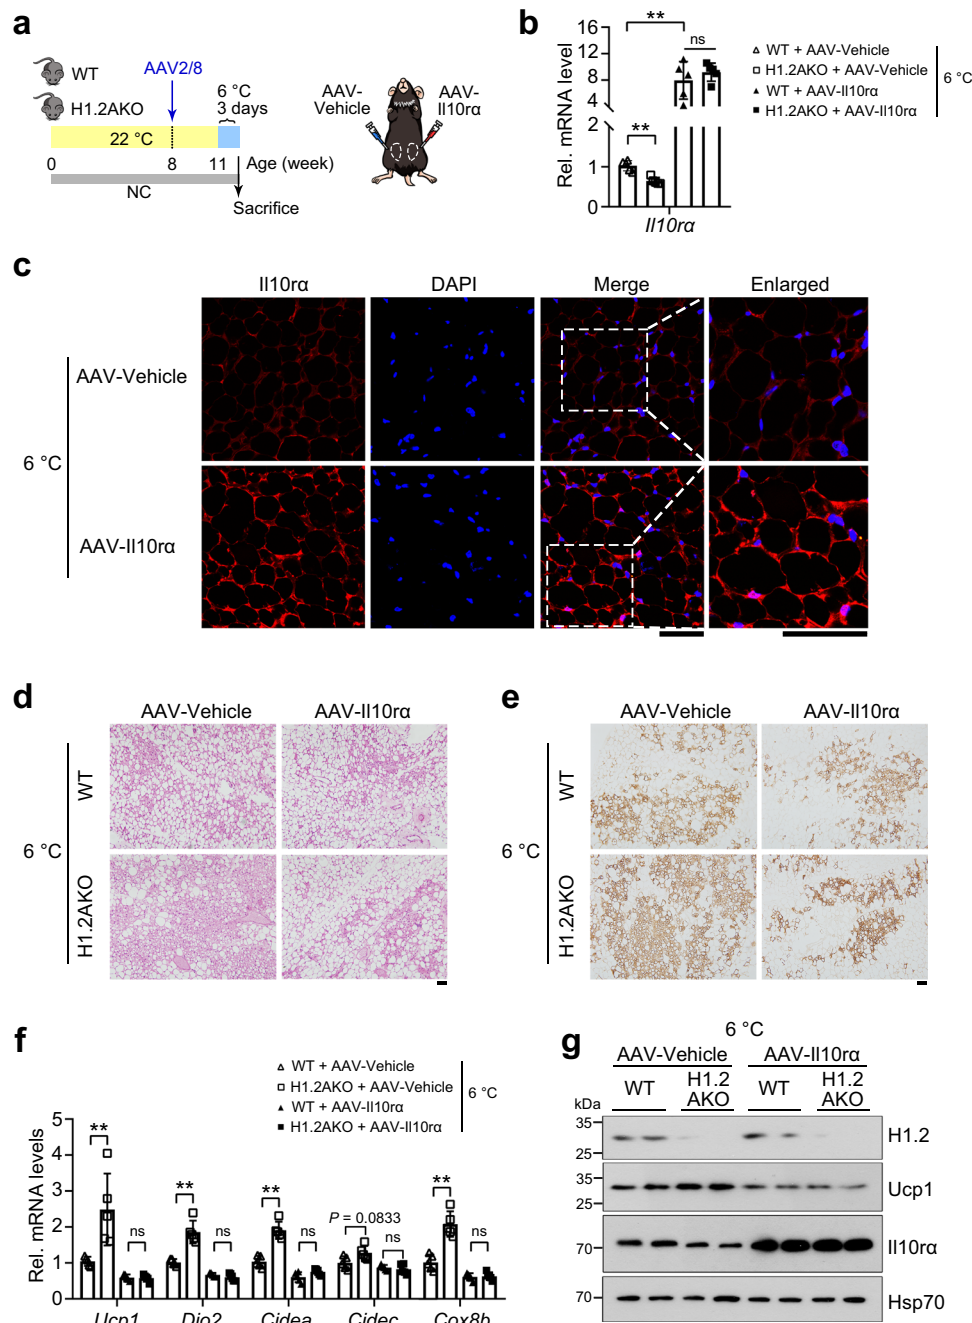 a
WT
H1.2AKO
AAV2/8
6 °C
3 days
22 °C
0
8
11
Age (week)
NC
Sacrifice
AAV-
Vehicle
AAV-
Il10rα
b
Rel. mRNA level
16
12
8
4
2
1
0
**
ns
**
Il10rα
WT + AAV-Vehicle
H1.2AKO + AAV-Vehicle
WT + AAV-Il10rα
H1.2AKO + AAV-Il10rα
6 °C
c
Il10rα
DAPI
Merge
Enlarged
AAV-Vehicle
6 °C
AAV-Il10rα
d
AAV-Vehicle
AAV-Il10rα
WT
6 °C
H1.2AKO
e
AAV-Vehicle
AAV-Il10rα
WT
6 °C
H1.2AKO
f
WT + AAV-Vehicle
H1.2AKO + AAV-Vehicle
WT + AAV-Il10rα
H1.2AKO + AAV-Il10rα
6 °C
Rel. mRNA levels
5
4
3
2
1
0
**
ns
**
ns
**
ns
P = 0.0833
ns
**
ns
Ucp1
Dio2
Cidea
Cidec
Cox8b
g
6 °C
AAV-Vehicle
AAV-Il10rα
WT
H1.2
AKO
WT
H1.2
AKO
kDa
35
25
H1.2
35
25
Ucp1
70
Il10rα
70
Hsp70